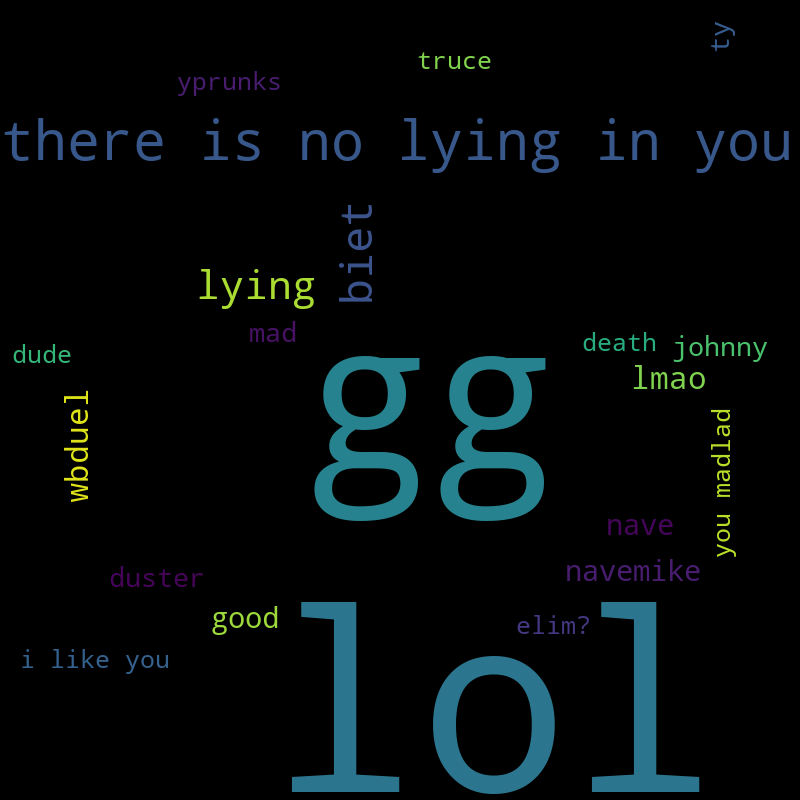 ty
truce
yprunks
there is no lying in you
biet
lying
mad
death
johnny
dude
lmao
gg
wbduel
you madlad
nave
navemike
duster
good
elim?
i like you
lol